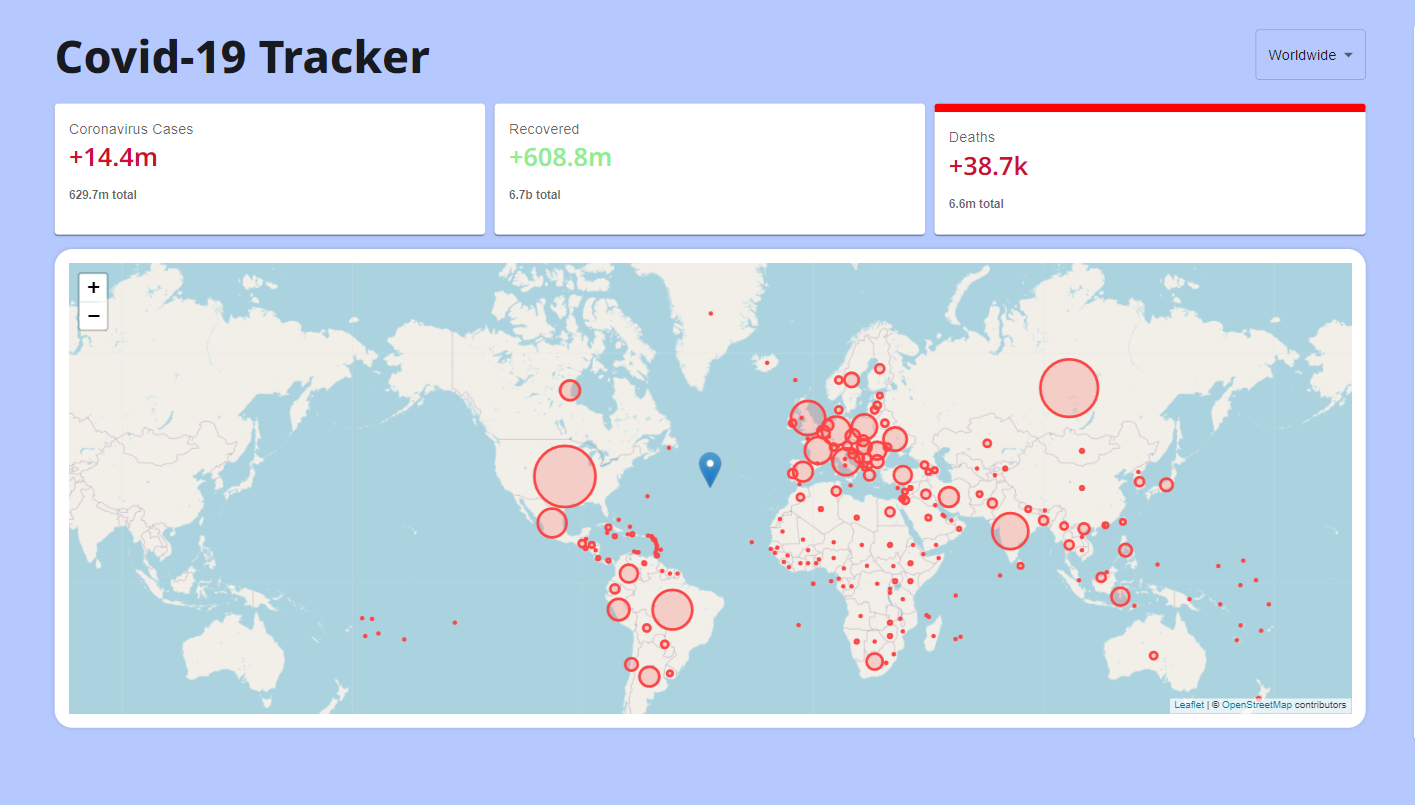 Covid-19 Tracker
Worldwide
Coronavirus Cases
+14.4m
629.7m total
Recovered
+608.8m
6.7b total
Deaths
+38.7k
6.6m total
+
−
Leaflet | © OpenStreetMap contributors